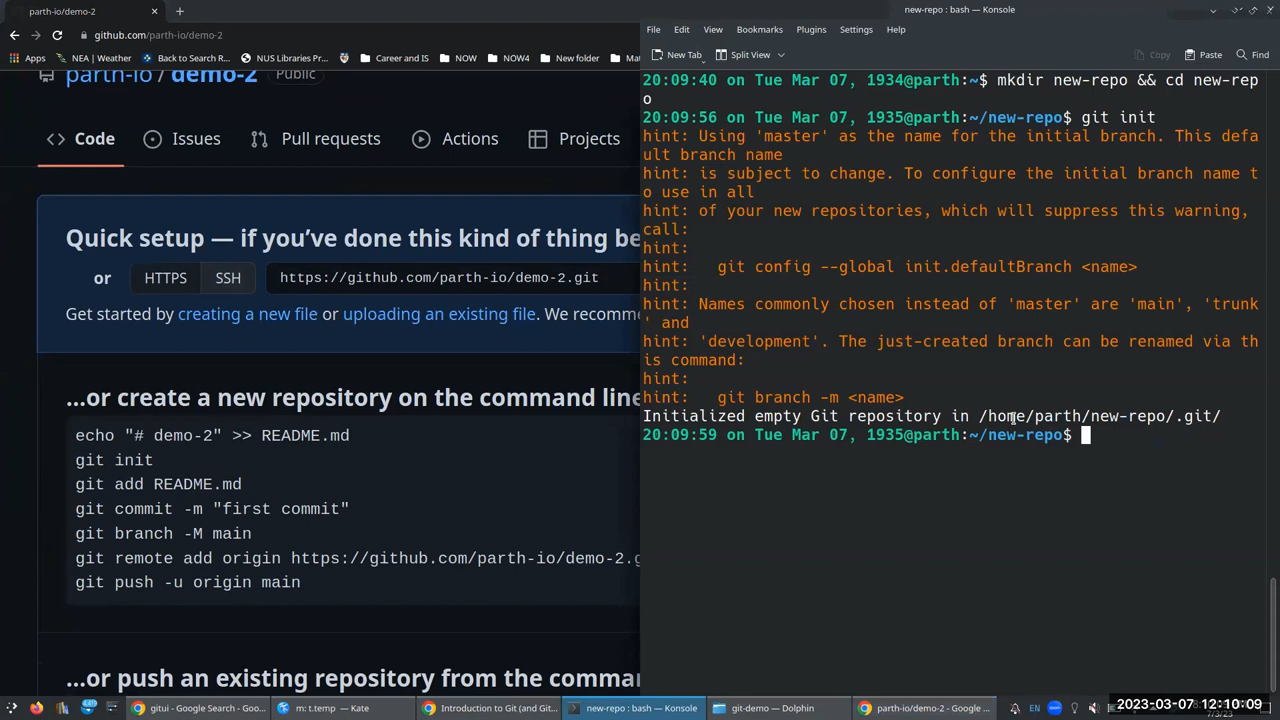 parth-io/demo-2
github.com/parth-io/demo-2
Apps
NEA | Weather
Back to Search R...
NUS Libraries Pr...
Career and IS
NOW
NOW4
New folder
Mat
parth-io / demo-2 Public
Code Issues Pull requests Actions Projects
Quick setup — if you've done this kind of thing be
or HTTPS SSH https://github.com/parth-io/demo-2.git
Get started by creating a new file or uploading an existing file. We recomme
...or create a new repository on the command line
echo "# demo-2" >> README.md
git init
git add README.md
git commit -m "first commit"
git branch -M main
git remote add origin https://github.com/parth-io/demo-2.g
git push -u origin main
...or push an existing repository from the comma
new-repo : bash — Konsole
File Edit View Bookmarks Plugins Settings Help
New Tab Split View Copy Paste Find
20:09:40 on Tue Mar 07, 1934@parth:~$ mkdir new-repo && cd new-rep
o
20:09:56 on Tue Mar 07, 1935@parth:~/new-repo$ git init
hint: Using 'master' as the name for the initial branch. This defa
ult branch name
hint: is subject to change. To configure the initial branch name t
o use in all
hint: of your new repositories, which will suppress this warning,
call:
hint:
hint:   git config --global init.defaultBranch <name>
hint:
hint: Names commonly chosen instead of 'master' are 'main', 'trunk
' and
hint: 'development'. The just-created branch can be renamed via th
is command:
hint:
hint:   git branch -m <name>
Initialized empty Git repository in /home/parth/new-repo/.git/
20:09:59 on Tue Mar 07, 1935@parth:~/new-repo$
gitui - Google Search - Goo...
m: t.temp — Kate
Introduction to Git (and Git...
new-repo : bash — Konsole
git-demo — Dolphin
parth-io/demo-2 - Google ...
EN
2023-03-07 12:10:09
7/3/23